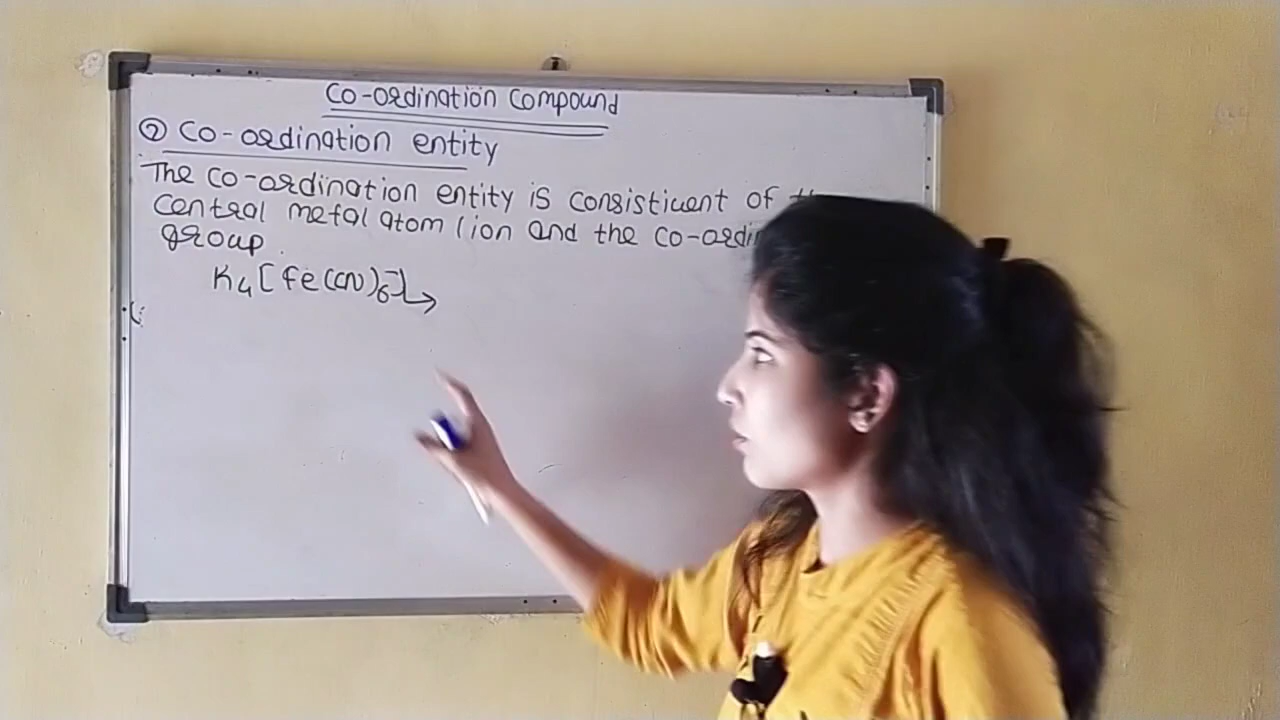 Co-ordination Compound
② Co-ordination entity
The co-ordination entity is consisticuent of
central metal atom / ion and the co-ordin
group.
K4[Fe(CN)6] →